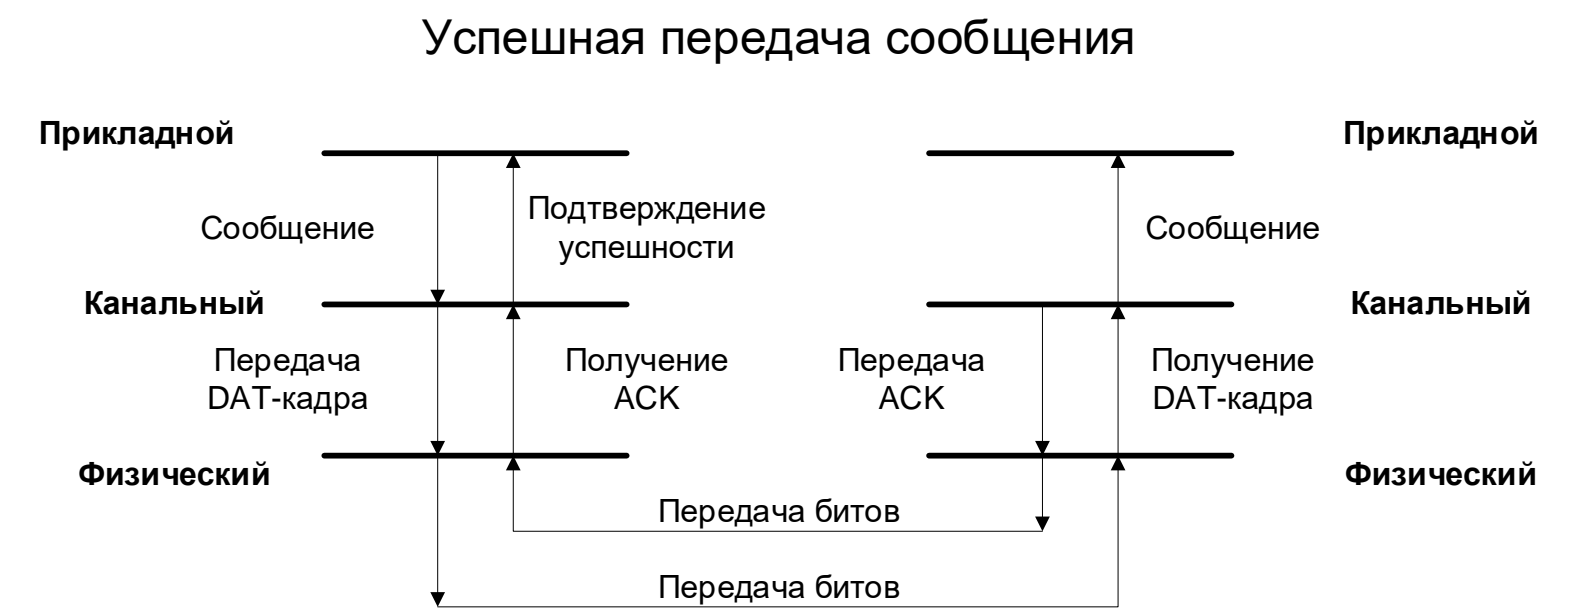 Успешная передача сообщения
Прикладной
Прикладной
Сообщение
Подтверждение
успешности
Сообщение
Канальный
Канальный
Передача
DAT-кадра
Получение
ACK
Передача
ACK
Получение
DAT-кадра
Физический
Физический
Передача битов
Передача битов